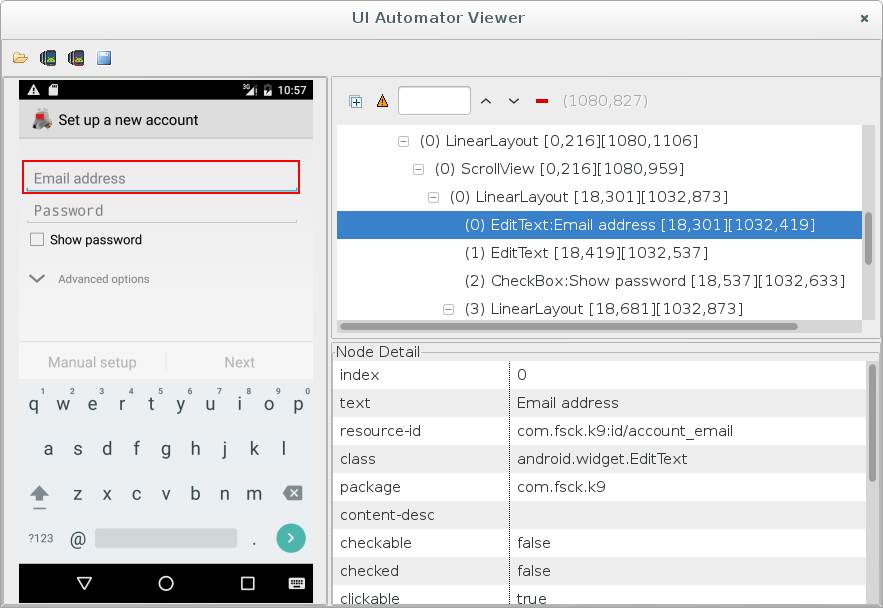 UI Automator Viewer
×
3G 10:57
Set up a new account
Email address
Password
Show password
Advanced options
Manual setup Next
1 2 3 4 5 6 7 8 9 0
q w e r t y u i o p
a s d f g h j k l
z x c v b n m
?123 @ .
(1080,827)
(0) LinearLayout [0,216][1080,1106]
(0) ScrollView [0,216][1080,959]
(0) LinearLayout [18,301][1032,873]
(0) EditText:Email address [18,301][1032,419]
(1) EditText [18,419][1032,537]
(2) CheckBox:Show password [18,537][1032,633]
(3) LinearLayout [18,681][1032,873]
Node Detail
index 0
text Email address
resource-id com.fsck.k9:id/account_email
class android.widget.EditText
package com.fsck.k9
content-desc
checkable false
checked false
clickable true